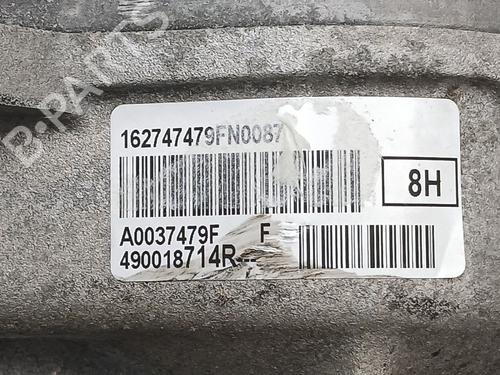 B-PARTS
162747479FN0087
8H
A0037479F F
490018714R--